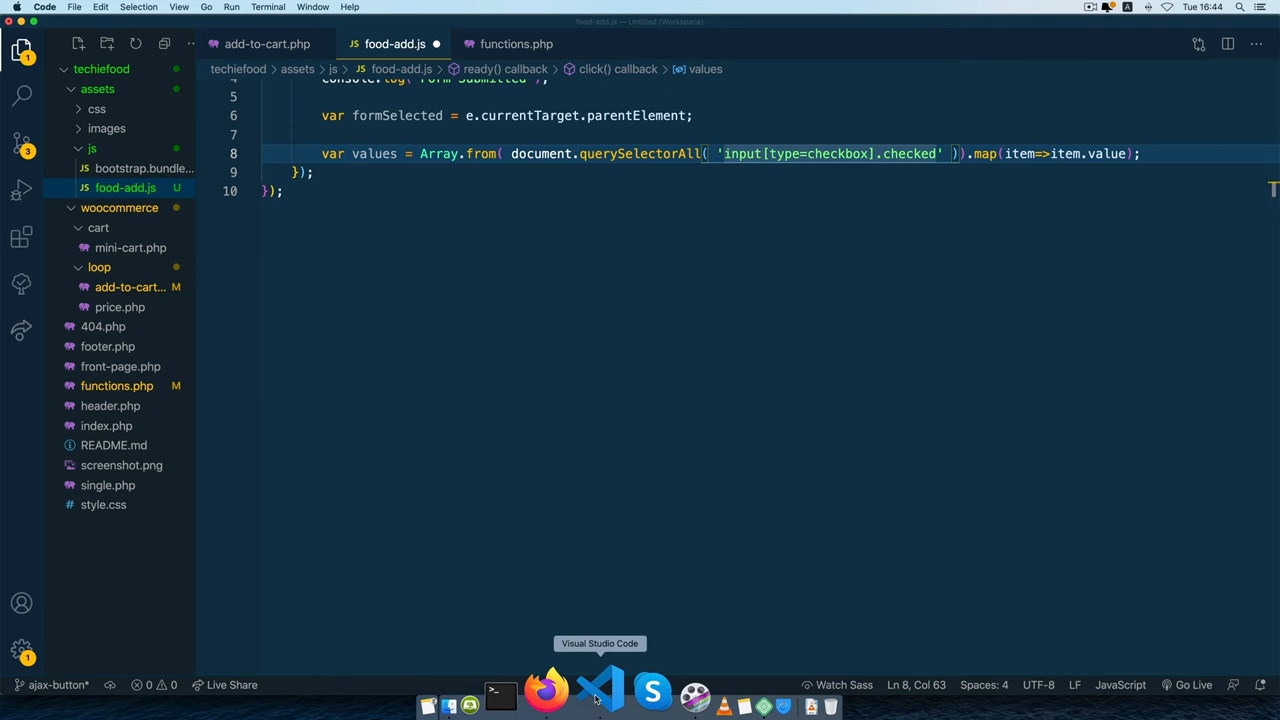 Code File Edit Selection View Go Run Terminal Window Help
A Tue 16:44
food-add.js — Untitled (Workspace)
add-to-cart.php
JS food-add.js
functions.php
techiefood › assets › js › JS food-add.js › ready() callback › click() callback › values
techiefood
assets
css
images
js
bootstrap.bundle...
JS food-add.js U
woocommerce
cart
mini-cart.php
loop
add-to-cart... M
price.php
404.php
footer.php
front-page.php
functions.php M
header.php
index.php
README.md
screenshot.png
single.php
# style.css
1
3
1
4 console.log( 'Form Submitted');
5
6 var formSelected = e.currentTarget.parentElement;
7
8 var values = Array.from( document.querySelectorAll( 'input[type=checkbox].checked' )).map(item=>item.value);
9 });
10 });
Visual Studio Code
>_
S
ajax-button* 0 0 Live Share Watch Sass Ln 8, Col 63 Spaces: 4 UTF-8 LF JavaScript Go Live